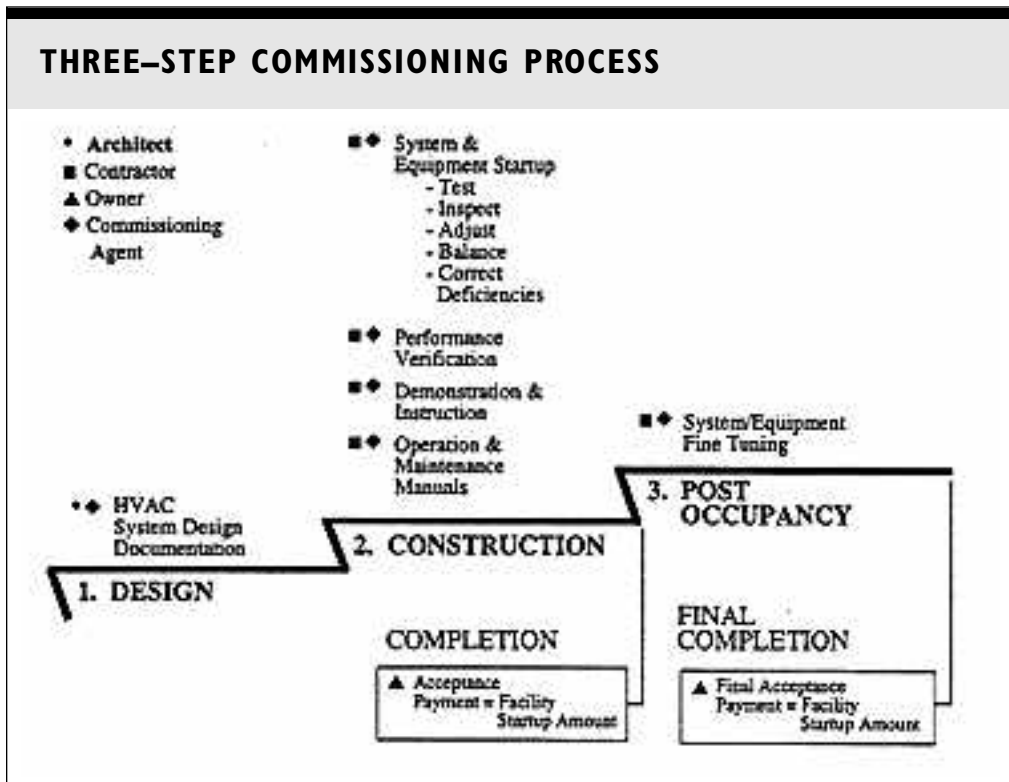 THREE–STEP COMMISSIONING PROCESS
• Architect
■ Contractor
▲ Owner
◆ Commissioning
Agent
■◆ System &
Equipment Startup
- Test
- Inspect
- Adjust
- Balance
- Correct
Deficiencies
■◆ Performance
Verification
■◆ Demonstration &
Instruction
■◆ Operation &
Maintenance
Manuals
■◆ System/Equipment
Fine Tuning
•◆ HVAC
System Design
Documentation
1. DESIGN
2. CONSTRUCTION
3. POST
OCCUPANCY
COMPLETION
▲ Acceptance
Payment = Facility
Startup Amount
FINAL
COMPLETION
▲ Final Acceptance
Payment = Facility
Startup Amount